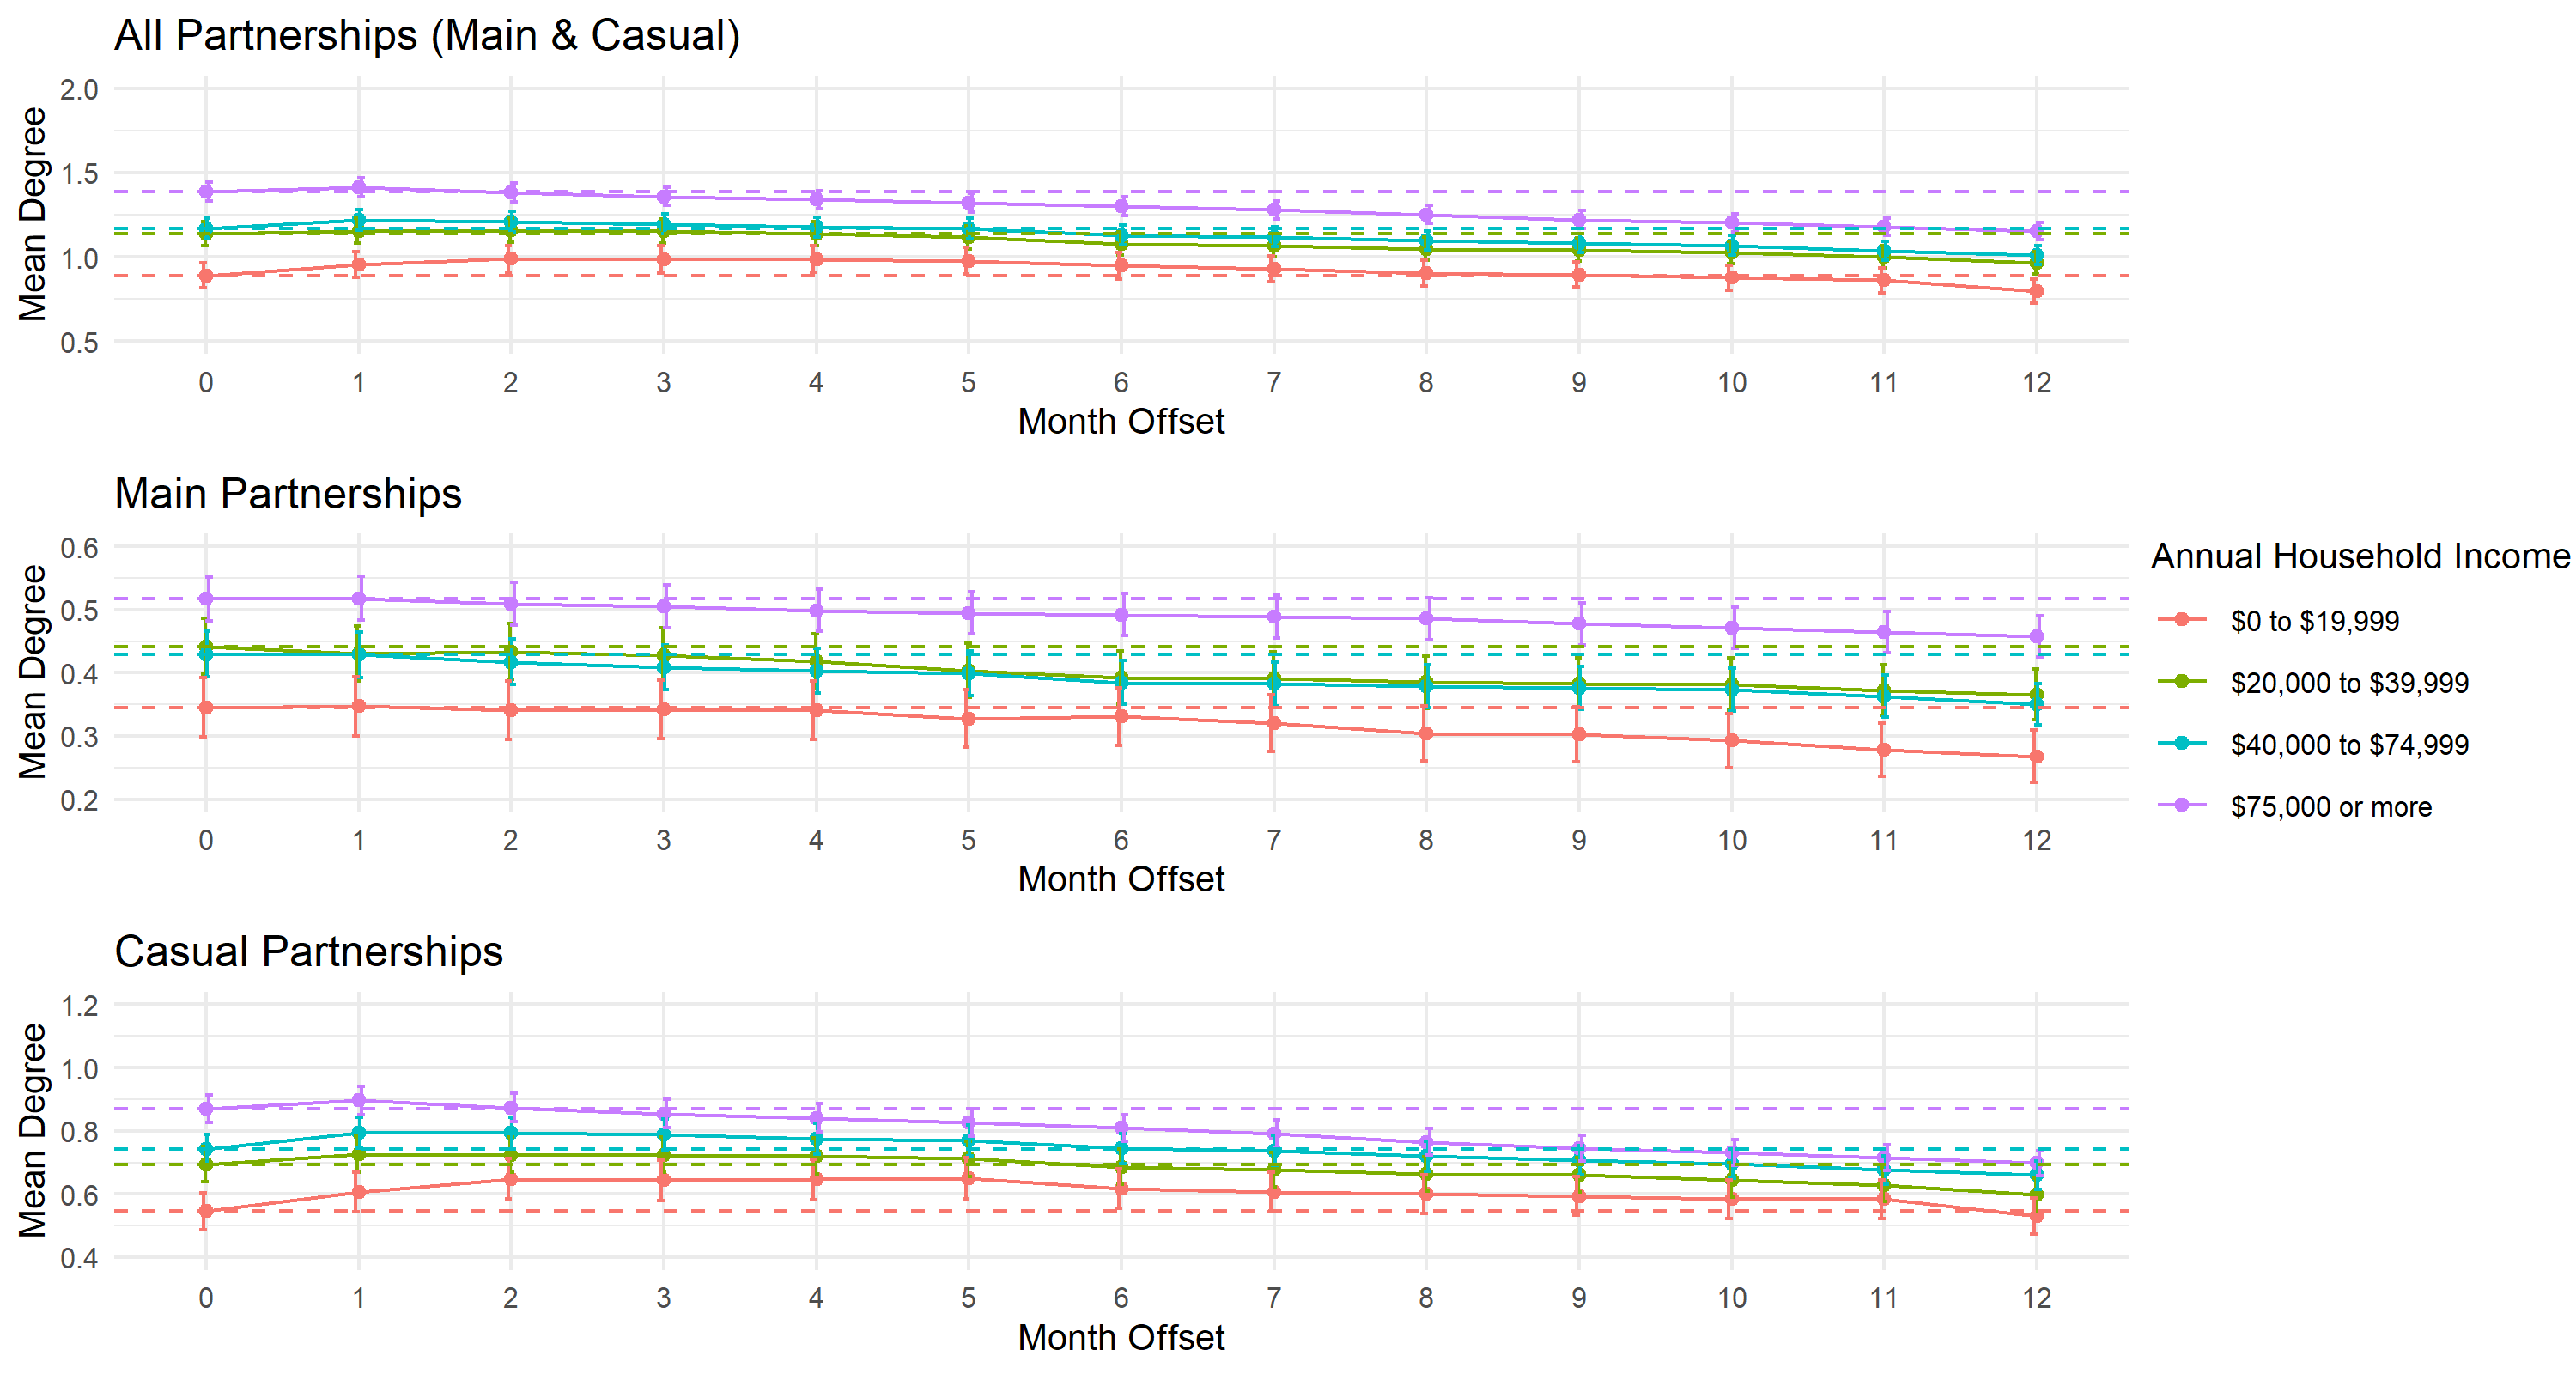 All Partnerships (Main & Casual)
Mean Degree
2.0
1.5
1.0
0.5
0 1 2 3 4 5 6 7 8 9 10 11 12
Month Offset
Main Partnerships
Mean Degree
0.6
0.5
0.4
0.3
0.2
0 1 2 3 4 5 6 7 8 9 10 11 12
Month Offset
Annual Household Income
$0 to $19,999
$20,000 to $39,999
$40,000 to $74,999
$75,000 or more
Casual Partnerships
Mean Degree
1.2
1.0
0.8
0.6
0.4
0 1 2 3 4 5 6 7 8 9 10 11 12
Month Offset